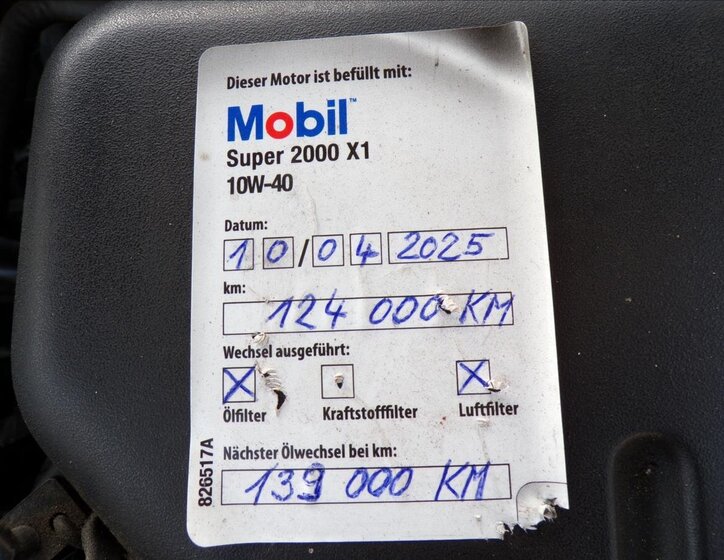 Dieser Motor ist befüllt mit:
Mobil™
Super 2000 X1
10W-40
Datum:
10/04 2025
km:
124 000 KM
Wechsel ausgeführt:
X X
Ölfilter Kraftstofffilter Luftfilter
Nächster Ölwechsel bei km:
139 000 KM
826517A